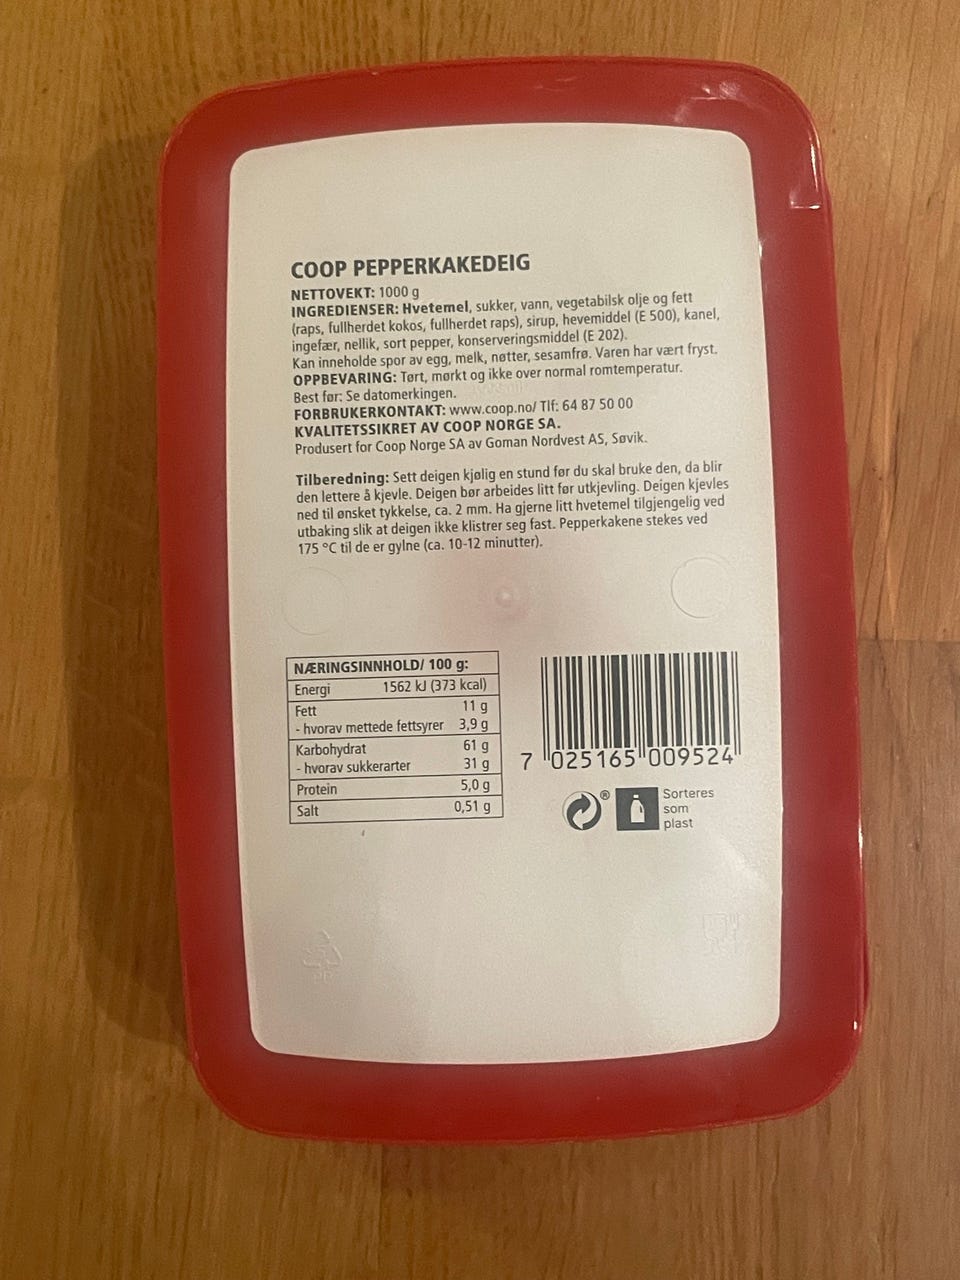 COOP PEPPERKAKEDEIG
NETTOVEKT: 1000 g
INGREDIENSER: Hvetemel, sukker, vann, vegetabilsk olje og fett
(raps, fullherdet kokos, fullherdet raps), sirup, hevemiddel (E 500), kanel,
ingefær, nellik, sort pepper, konserveringsmiddel (E 202).
Kan inneholde spor av egg, melk, nøtter, sesamfrø. Varen har vært fryst.
OPPBEVARING: Tørt, mørkt og ikke over normal romtemperatur.
Best før: Se datomerkingen.
FORBRUKERKONTAKT: www.coop.no/ Tlf: 64 87 50 00
KVALITETSSIKRET AV COOP NORGE SA.
Produsert for Coop Norge SA av Goman Nordvest AS, Søvik.
Tilberedning: Sett deigen kjølig en stund før du skal bruke den, da blir
den lettere å kjevle. Deigen bør arbeides litt før utkjevling. Deigen kjevles
ned til ønsket tykkelse, ca. 2 mm. Ha gjerne litt hvetemel tilgjengelig ved
utbaking slik at deigen ikke klistrer seg fast. Pepperkakene stekes ved
175 °C til de er gylne (ca. 10-12 minutter).
NÆRINGSINNHOLD/ 100 g:
Energi 1562 kJ (373 kcal)
Fett 11 g
- hvorav mettede fettsyrer 3,9 g
Karbohydrat 61 g
- hvorav sukkerarter 31 g
Protein 5,0 g
Salt 0,51 g
7 025165 009524
®
Sorteres
som
plast
PP